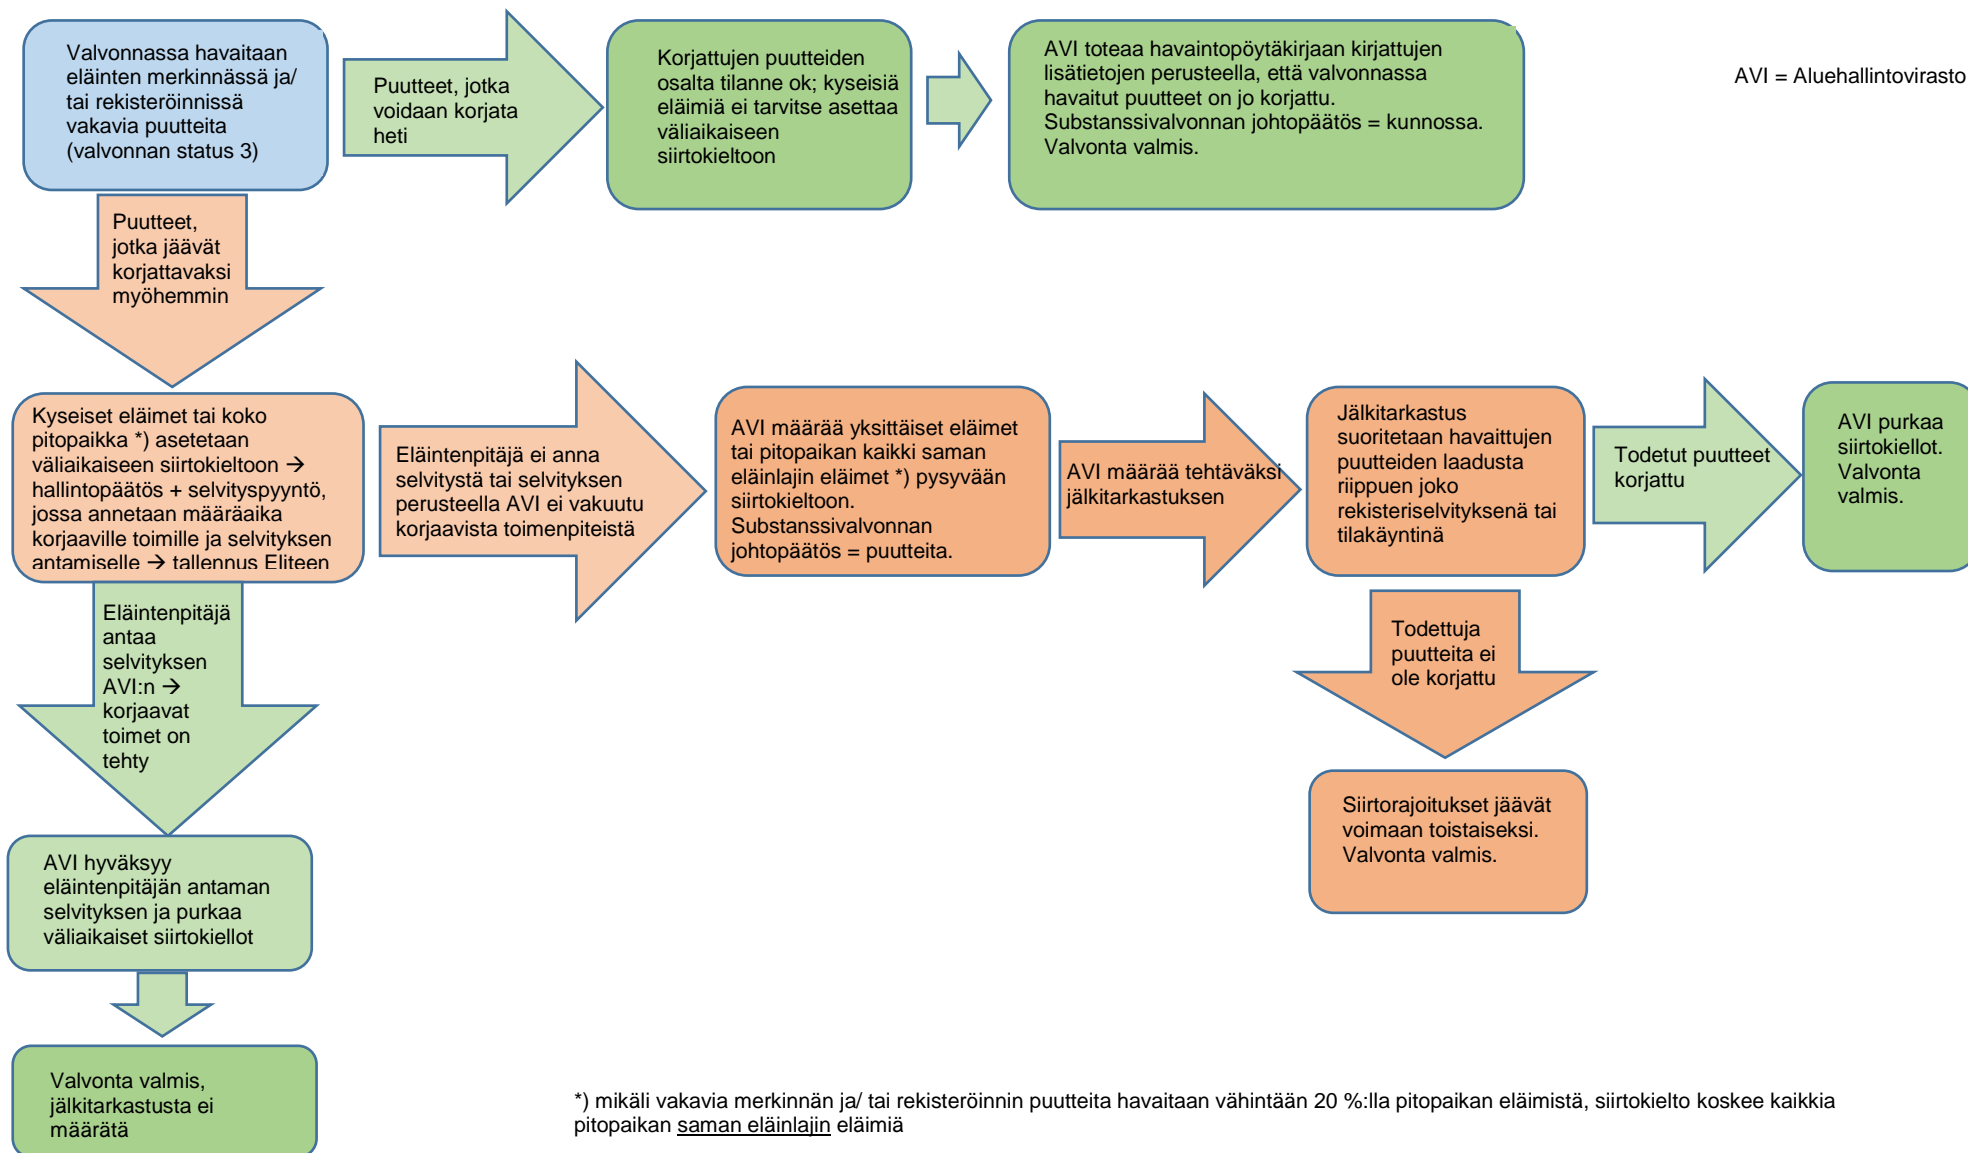 Valvonnassa havaitaan
eläinten merkinnässä ja/
tai rekisteröinnissä
vakavia puutteita
(valvonnan status 3)
Puutteet, jotka
voidaan korjata
heti
Korjattujen puutteiden
osalta tilanne ok; kyseisiä
eläimiä ei tarvitse asettaa
väliaikaiseen
siirtokieltoon
AVI toteaa havaintopöytäkirjaan kirjattujen
lisätietojen perusteella, että valvonnassa
havaitut puutteet on jo korjattu.
Substanssivalvonnan johtopäätös = kunnossa.
Valvonta valmis.
AVI = Aluehallintovirasto
Puutteet,
jotka jäävät
korjattavaksi
myöhemmin
Kyseiset eläimet tai koko
pitopaikka *) asetetaan
väliaikaiseen siirtokieltoon →
hallintopäätös + selvityspyyntö,
jossa annetaan määräaika
korjaaville toimille ja selvityksen
antamiselle → tallennus Eliteen
Eläintenpitäjä ei anna
selvitystä tai selvityksen
perusteella AVI ei vakuutu
korjaavista toimenpiteistä
AVI määrää yksittäiset eläimet
tai pitopaikan kaikki saman
eläinlajin eläimet *) pysyvään
siirtokieltoon.
Substanssivalvonnan
johtopäätös = puutteita.
AVI määrää tehtäväksi
jälkitarkastuksen
Jälkitarkastus
suoritetaan havaittujen
puutteiden laadusta
riippuen joko
rekisteriselvityksenä tai
tilakäyntinä
Todetut puutteet
korjattu
AVI purkaa
siirtokiellot.
Valvonta
valmis.
Eläintenpitäjä
antaa
selvityksen
AVI:n →
korjaavat
toimet on
tehty
Todettuja
puutteita ei
ole korjattu
Siirtorajoitukset jäävät
voimaan toistaiseksi.
Valvonta valmis.
AVI hyväksyy
eläintenpitäjän antaman
selvityksen ja purkaa
väliaikaiset siirtokiellot
Valvonta valmis,
jälkitarkastusta ei
määrätä
*) mikäli vakavia merkinnän ja/ tai rekisteröinnin puutteita havaitaan vähintään 20 %:lla pitopaikan eläimistä, siirtokielto koskee kaikkia
pitopaikan saman eläinlajin eläimiä